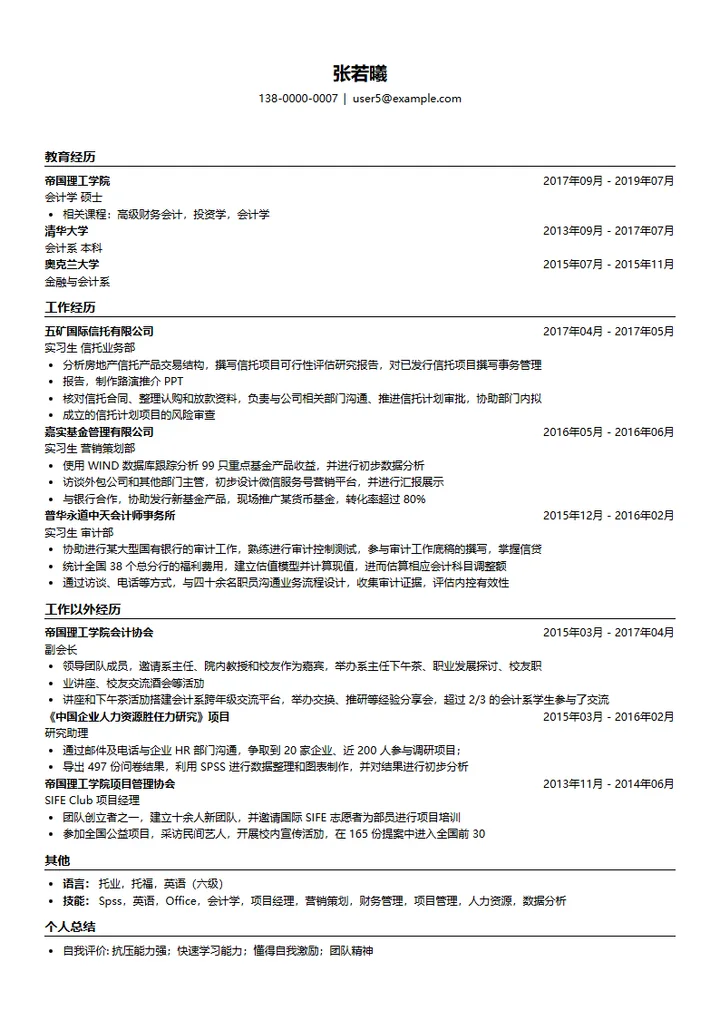 张若曦
138-0000-0007 | user5@example.com
教育经历
帝国理工学院 2017年09月 - 2019年07月
会计学 硕士
• 相关课程：高级财务会计，投资学，会计学
清华大学 2013年09月 - 2017年07月
会计系 本科
奥克兰大学 2015年07月 - 2015年11月
金融与会计系
工作经历
五矿国际信托有限公司 2017年04月 - 2017年05月
实习生 信托业务部
• 分析房地产信托产品交易结构，撰写信托项目可行性评估研究报告，对已发行信托项目撰写事务管理
• 报告，制作路演推介 PPT
• 核对信托合同、整理认购和放款资料，负责与公司相关部门沟通、推进信托计划审批，协助部门内拟
• 成立的信托计划项目的风险审查
嘉实基金管理有限公司 2016年05月 - 2016年06月
实习生 营销策划部
• 使用 WIND 数据库跟踪分析 99 只重点基金产品收益，并进行初步数据分析
• 访谈外包公司和其他部门主管，初步设计微信服务号营销平台，并进行汇报展示
• 与银行合作，协助发行新基金产品，现场推广某货币基金，转化率超过 80%
普华永道中天会计师事务所 2015年12月 - 2016年02月
实习生 审计部
• 协助进行某大型国有银行的审计工作，熟练进行审计控制测试，参与审计工作底稿的撰写，掌握信贷
• 统计全国 38 个总分行的福利费用，建立估值模型并计算现值，进而估算相应会计科目调整额
• 通过访谈、电话等方式，与四十余名职员沟通业务流程设计，收集审计证据，评估内控有效性
工作以外经历
帝国理工学院会计协会 2015年03月 - 2017年04月
副会长
• 领导团队成员，邀请系主任、院内教授和校友作为嘉宾，举办系主任下午茶、职业发展探讨、校友职
• 业讲座、校友交流酒会等活动
• 讲座和下午茶活动搭建会计系跨年级交流平台，举办交换、推研等经验分享会，超过 2/3 的会计系学生参与了交流
《中国企业人力资源胜任力研究》项目 2015年03月 - 2016年02月
研究助理
• 通过邮件及电话与企业 HR 部门沟通，争取到 20 家企业、近 200 人参与调研项目；
• 导出 497 份问卷结果，利用 SPSS 进行数据整理和图表制作，并对结果进行初步分析
帝国理工学院项目管理协会 2013年11月 - 2014年06月
SIFE Club 项目经理
• 团队创立者之一，建立十余人新团队，并邀请国际 SIFE 志愿者为部员进行项目培训
• 参加全国公益项目，采访民间艺人，开展校内宣传活动，在 165 份提案中进入全国前 30
其他
• 语言： 托业，托福，英语（六级）
• 技能： Spss，英语，Office，会计学，项目经理，营销策划，财务管理，项目管理，人力资源，数据分析
个人总结
• 自我评价: 抗压能力强；快速学习能力；懂得自我激励；团队精神